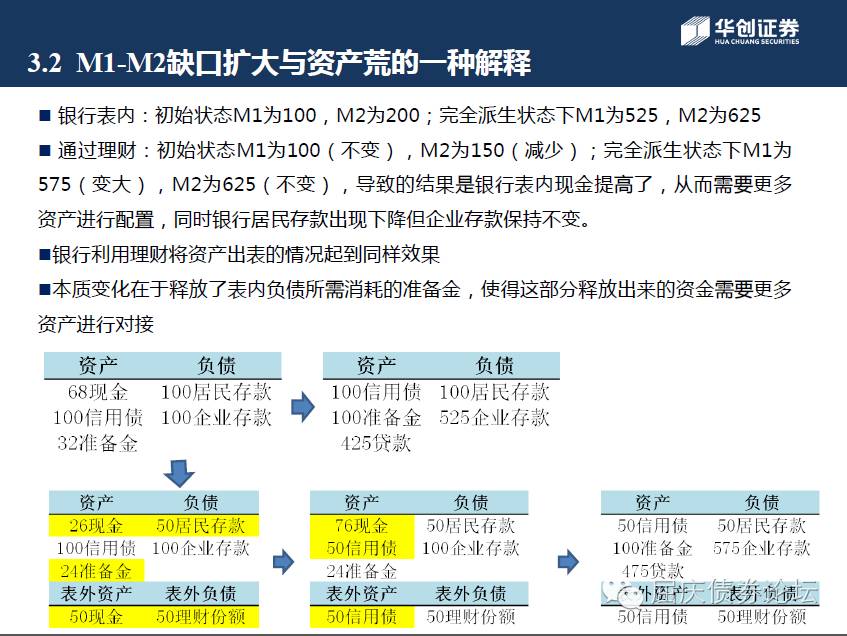 华创证券
HUA CHUANG SECURITIES
3.2 M1-M2缺口扩大与资产荒的一种解释
■ 银行表内：初始状态M1为100，M2为200；完全派生状态下M1为525，M2为625
■ 通过理财：初始状态M1为100（不变），M2为150（减少）；完全派生状态下M1为
575（变大），M2为625（不变），导致的结果是银行表内现金提高了，从而需要更多
资产进行配置，同时银行居民存款出现下降但企业存款保持不变。
■银行利用理财将资产出表的情况起到同样效果
■本质变化在于释放了表内负债所需消耗的准备金，使得这部分释放出来的资金需要更多
资产进行对接
资产 负债
68现金 100居民存款
100信用债 100企业存款
32准备金
资产 负债
100信用债 100居民存款
100准备金 525企业存款
425贷款
资产 负债
26现金 50居民存款
100信用债 100企业存款
24准备金
表外资产 表外负债
50现金 50理财份额
资产 负债
76现金 50居民存款
50信用债 100企业存款
24准备金
表外资产 表外负债
50信用债 50理财份额
资产 负债
50信用债 50居民存款
100准备金 575企业存款
475贷款
表外资产 表外负债
50信用债 50理财份额
屈庆债券论坛